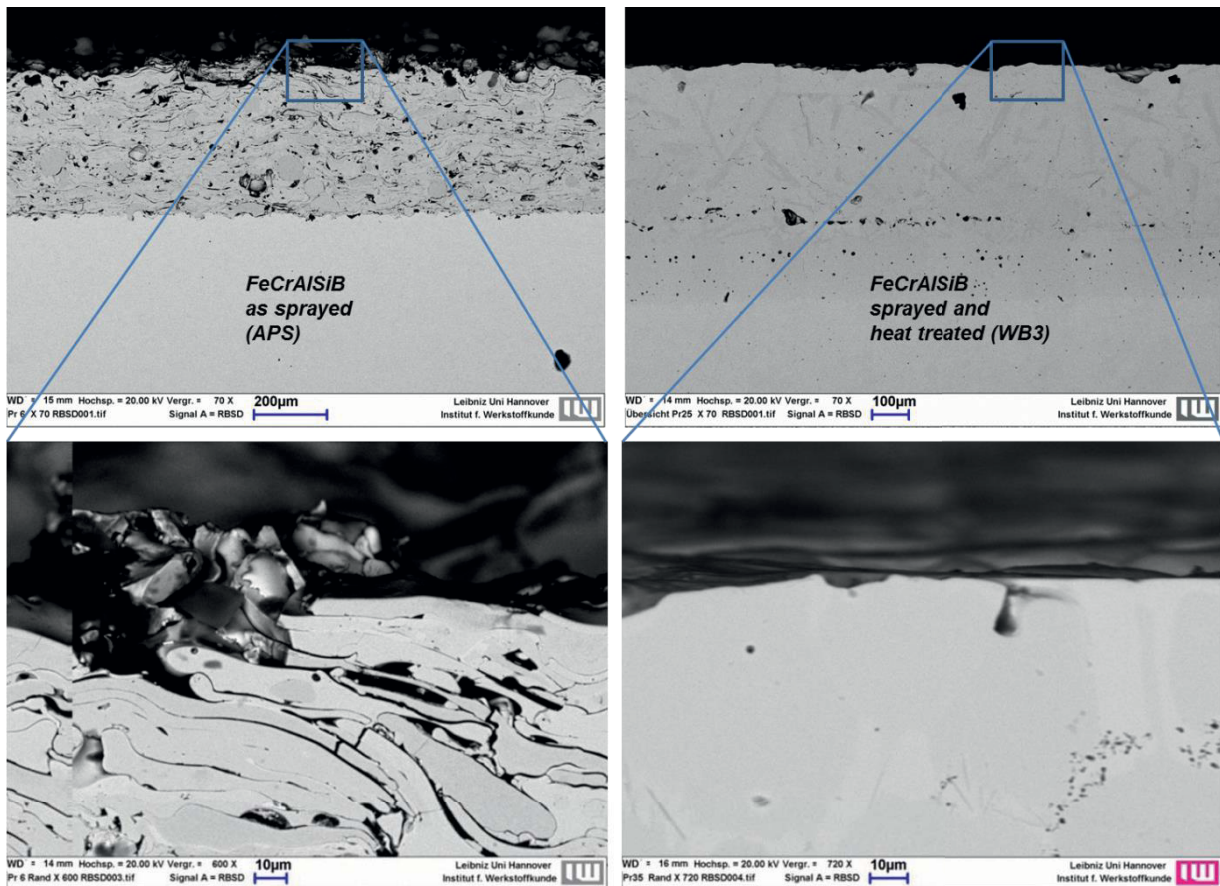 FeCrAlSiB
as sprayed
(APS)
WD = 15 mm Hochsp. = 20.00 kV Vergr. = 70 X
200µm
Leibniz Uni Hannover
Pr 6 X 70 RBSD001.tif Signal A = RBSD
Institut f. Werkstoffkunde
FeCrAlSiB
sprayed and
heat treated (WB3)
WD = 14 mm Hochsp. = 20.00 kV Vergr. = 70 X
100µm
Leibniz Uni Hannover
Übersicht Pr25 X 70 RBSD001.tif Signal A = RBSD
Institut f. Werkstoffkunde
WD = 14 mm Hochsp. = 20.00 kV Vergr. = 600 X
10µm
Leibniz Uni Hannover
Pr 6 Rand X 600 RBSD003.tif Signal A = RBSD
Institut f. Werkstoffkunde
WD = 16 mm Hochsp. = 20.00 kV Vergr. = 720 X
10µm
Leibniz Uni Hannover
Pr35 Rand X 720 RBSD004.tif Signal A = RBSD
Institut f. Werkstoffkunde